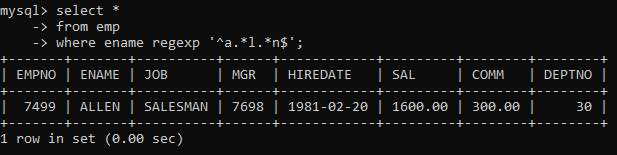 mysql> select *
    -> from emp
    -> where ename regexp '^a.*l.*n$';
+-------+-------+----------+------+------------+---------+--------+--------+
| EMPNO | ENAME | JOB      | MGR  | HIREDATE   | SAL     | COMM   | DEPTNO |
+-------+-------+----------+------+------------+---------+--------+--------+
|  7499 | ALLEN | SALESMAN | 7698 | 1981-02-20 | 1600.00 | 300.00 |     30 |
+-------+-------+----------+------+------------+---------+--------+--------+
1 row in set (0.00 sec)